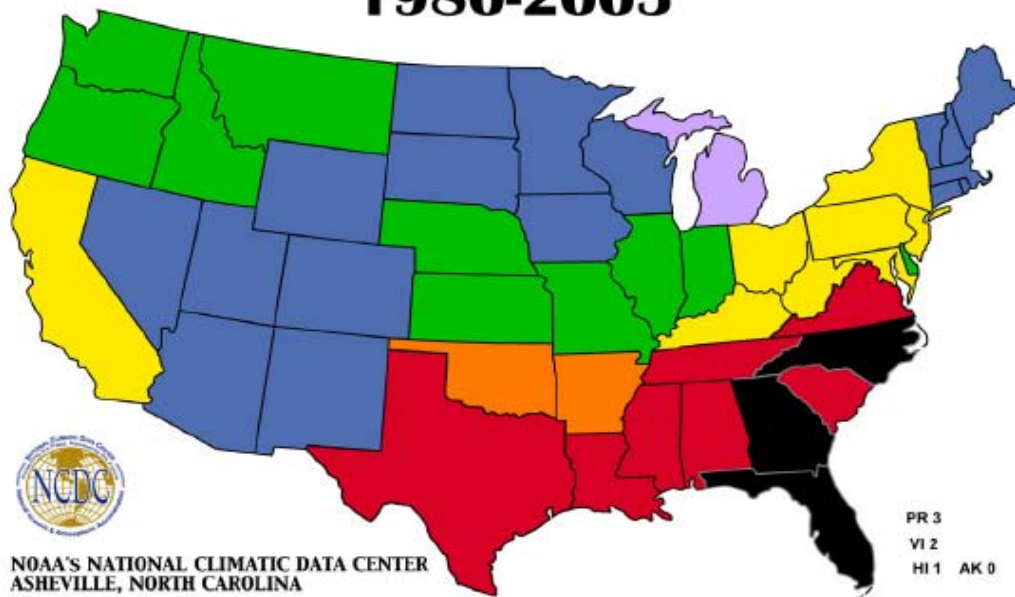 1980-2005
NCDC
NOAA's NATIONAL CLIMATIC DATA CENTER
ASHEVILLE, NORTH CAROLINA
PR 3
VI 2
HI 1 AK 0